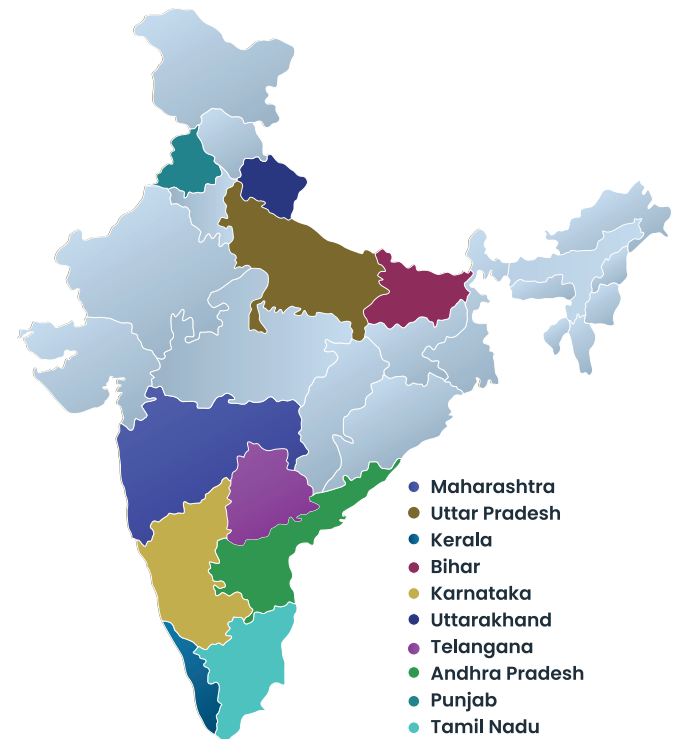 Maharashtra
Uttar Pradesh
Kerala
Bihar
Karnataka
Uttarakhand
Telangana
Andhra Pradesh
Punjab
Tamil Nadu